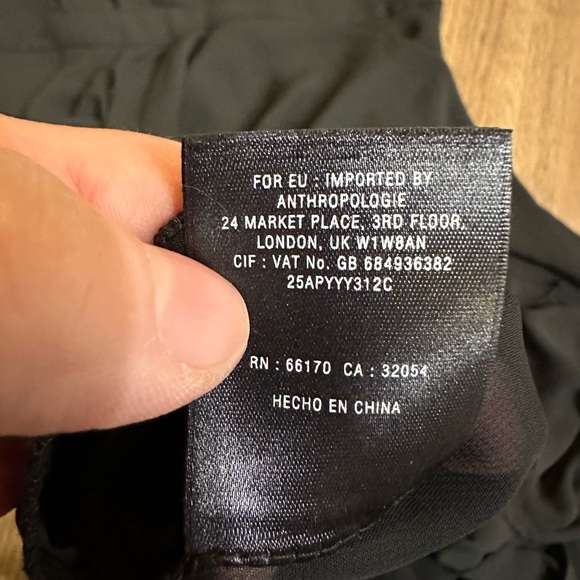 FOR EU : IMPORTED BY
ANTHROPOLOGIE
24 MARKET PLACE, 3RD FLOOR,
LONDON, UK W1W8AN
CIF : VAT No. GB 684936382
25APYYY312C
RN : 66170 CA : 32054
HECHO EN CHINA